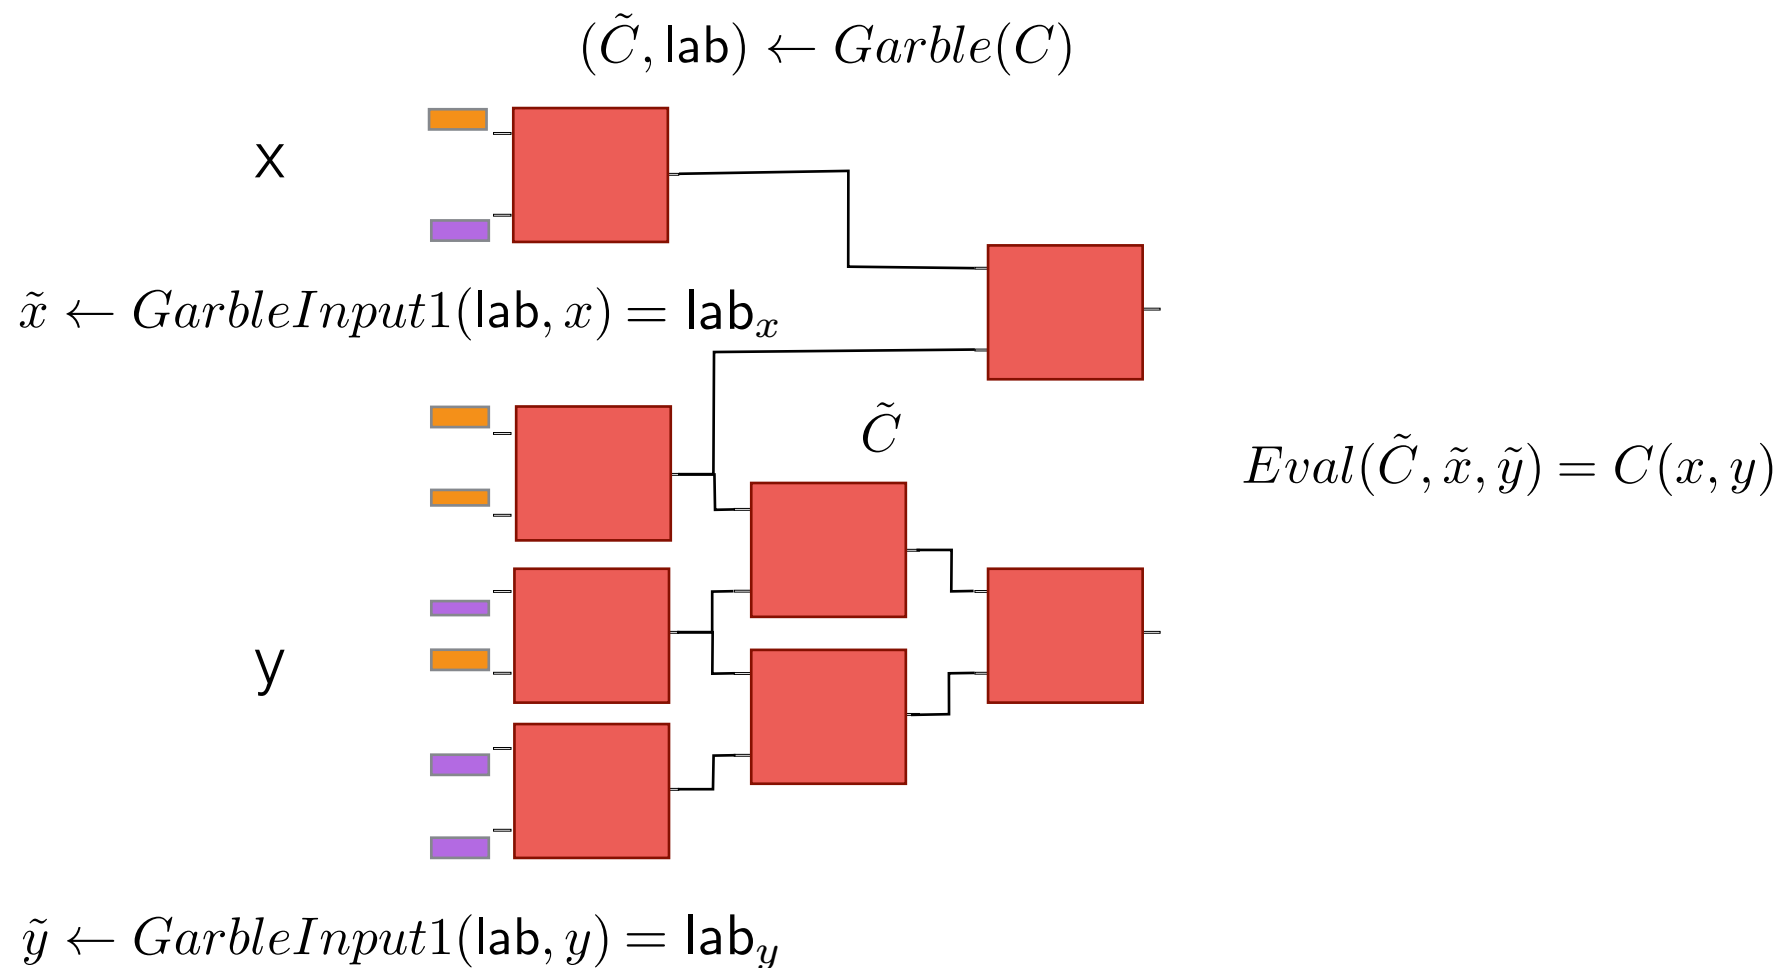 (C̃, lab) ← Garble(C)
x
x̃ ← GarbleInput1(lab, x) = lab_x
C̃
Eval(C̃, x̃, ỹ) = C(x, y)
y
ỹ ← GarbleInput1(lab, y) = lab_y